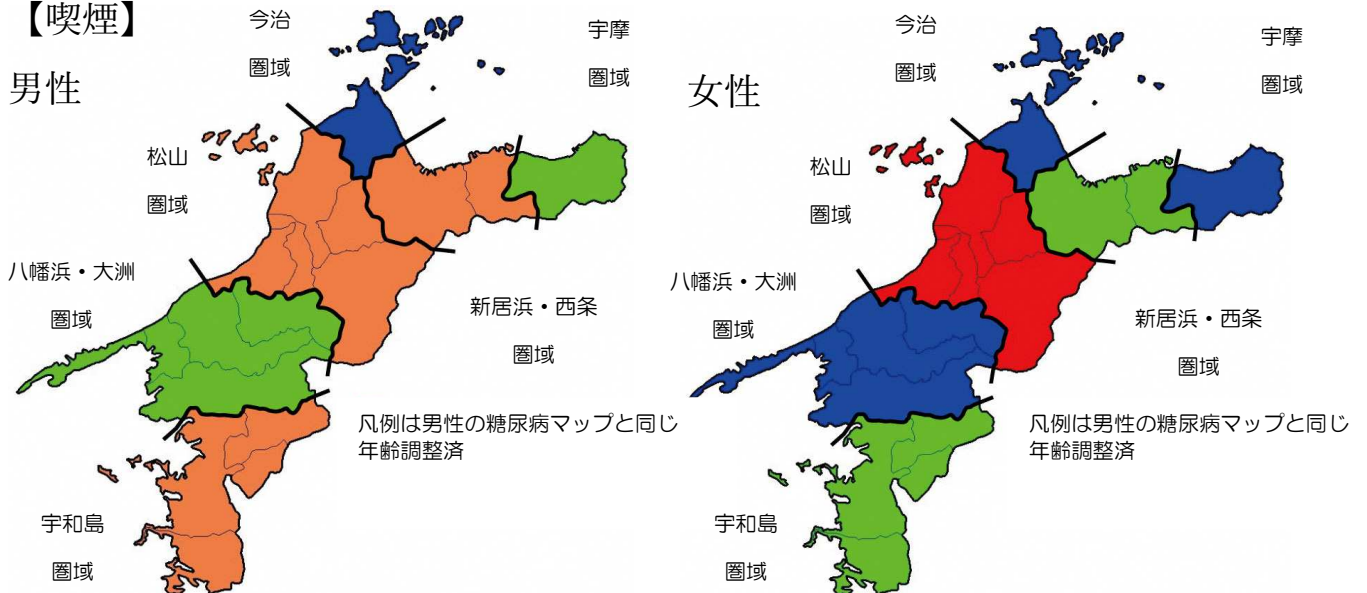 【喫煙】
男性
今治
圏域
宇摩
圏域
松山
圏域
八幡浜・大洲
圏域
新居浜・西条
圏域
凡例は男性の糖尿病マップと同じ
年齢調整済
宇和島
圏域
女性
今治
圏域
宇摩
圏域
松山
圏域
八幡浜・大洲
圏域
新居浜・西条
圏域
凡例は男性の糖尿病マップと同じ
年齢調整済
宇和島
圏域